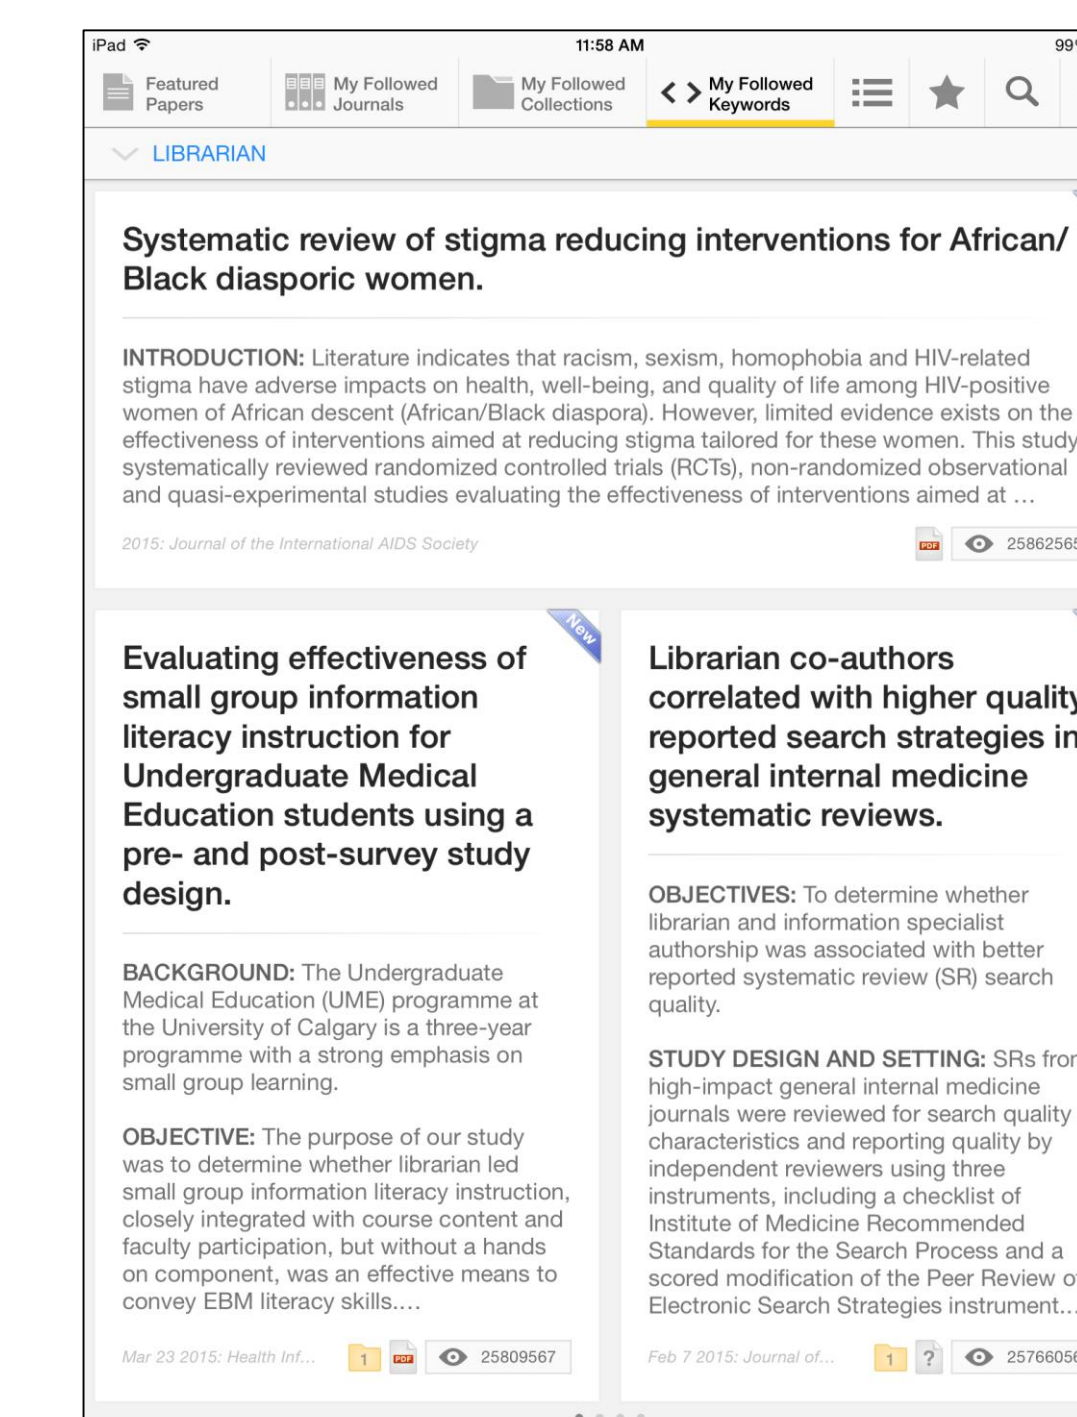 iPad 11:58 AM 99
Featured Papers
My Followed Journals
My Followed Collections
< > My Followed Keywords
LIBRARIAN
Systematic review of stigma reducing interventions for African/
Black diasporic women.
INTRODUCTION: Literature indicates that racism, sexism, homophobia and HIV-related
stigma have adverse impacts on health, well-being, and quality of life among HIV-positive
women of African descent (African/Black diaspora). However, limited evidence exists on the
effectiveness of interventions aimed at reducing stigma tailored for these women. This study
systematically reviewed randomized controlled trials (RCTs), non-randomized observational
and quasi-experimental studies evaluating the effectiveness of interventions aimed at ...
2015: Journal of the International AIDS Society
PDF 25862565
New
Evaluating effectiveness of
small group information
literacy instruction for
Undergraduate Medical
Education students using a
pre- and post-survey study
design.
BACKGROUND: The Undergraduate
Medical Education (UME) programme at
the University of Calgary is a three-year
programme with a strong emphasis on
small group learning.
OBJECTIVE: The purpose of our study
was to determine whether librarian led
small group information literacy instruction,
closely integrated with course content and
faculty participation, but without a hands
on component, was an effective means to
convey EBM literacy skills....
Mar 23 2015: Health Inf... 1 PDF 25809567
Librarian co-authors
correlated with higher quality
reported search strategies in
general internal medicine
systematic reviews.
OBJECTIVES: To determine whether
librarian and information specialist
authorship was associated with better
reported systematic review (SR) search
quality.
STUDY DESIGN AND SETTING: SRs from
high-impact general internal medicine
journals were reviewed for search quality
characteristics and reporting quality by
independent reviewers using three
instruments, including a checklist of
Institute of Medicine Recommended
Standards for the Search Process and a
scored modification of the Peer Review of
Electronic Search Strategies instrument...
Feb 7 2015: Journal of... 1 ? 25766056